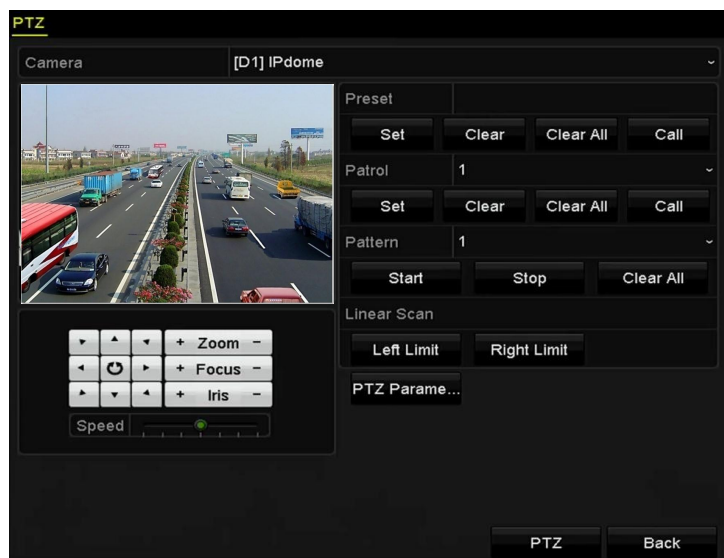 PTZ
Camera [D1] IPdome
Preset
Set Clear Clear All Call
Patrol 1
Set Clear Clear All Call
Pattern 1
Start Stop Clear All
Linear Scan
Left Limit Right Limit
PTZ Parame...
+ Zoom -
+ Focus -
+ Iris -
Speed
PTZ Back